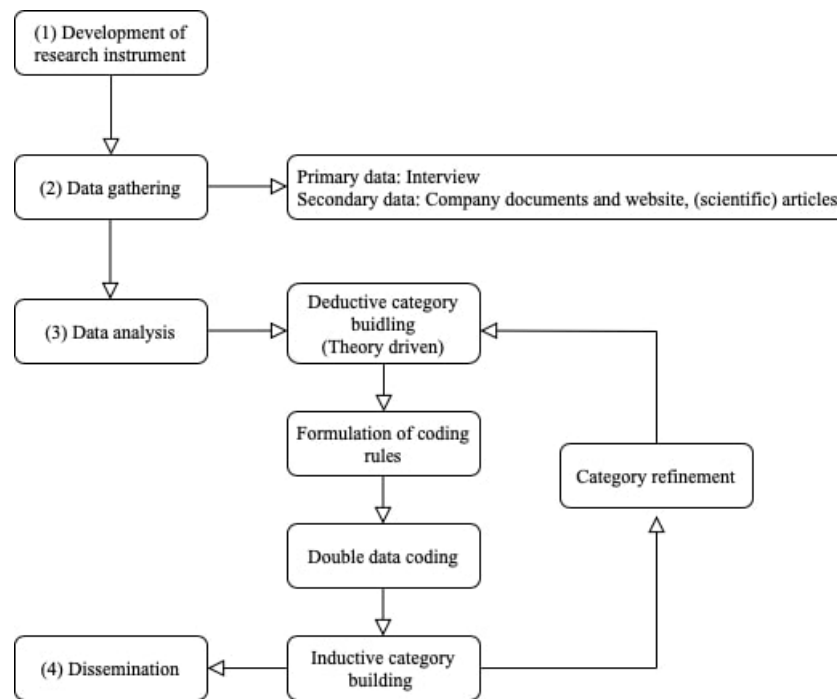 (1) Development of
research instrument
(2) Data gathering
Primary data: Interview
Secondary data: Company documents and website, (scientific) articles
(3) Data analysis
Deductive category
buidling
(Theory driven)
Formulation of coding
rules
Category refinement
Double data coding
(4) Dissemination
Inductive category
building